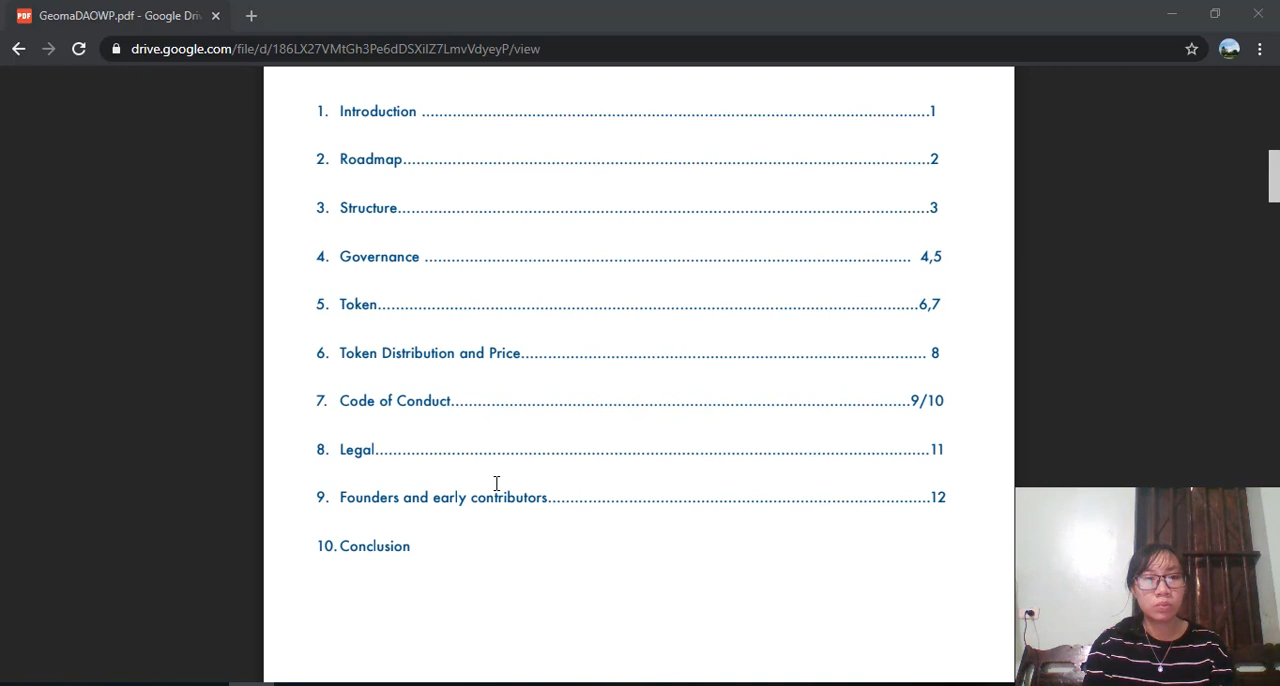 GeomaDAOWP.pdf - Google Driv
drive.google.com/file/d/186LX27VMtGh3Pe6dDSXiIZ7LmvVdyeyP/view
1. Introduction ........................................................................................................................1
2. Roadmap............................................................................................................................2
3. Structure.............................................................................................................................3
4. Governance .................................................................................................................. 4,5
5. Token...............................................................................................................................6,7
6. Token Distribution and Price.............................................................................................. 8
7. Code of Conduct............................................................................................................9/10
8. Legal..................................................................................................................................11
9. Founders and early contributors..........................................................................................12
10. Conclusion